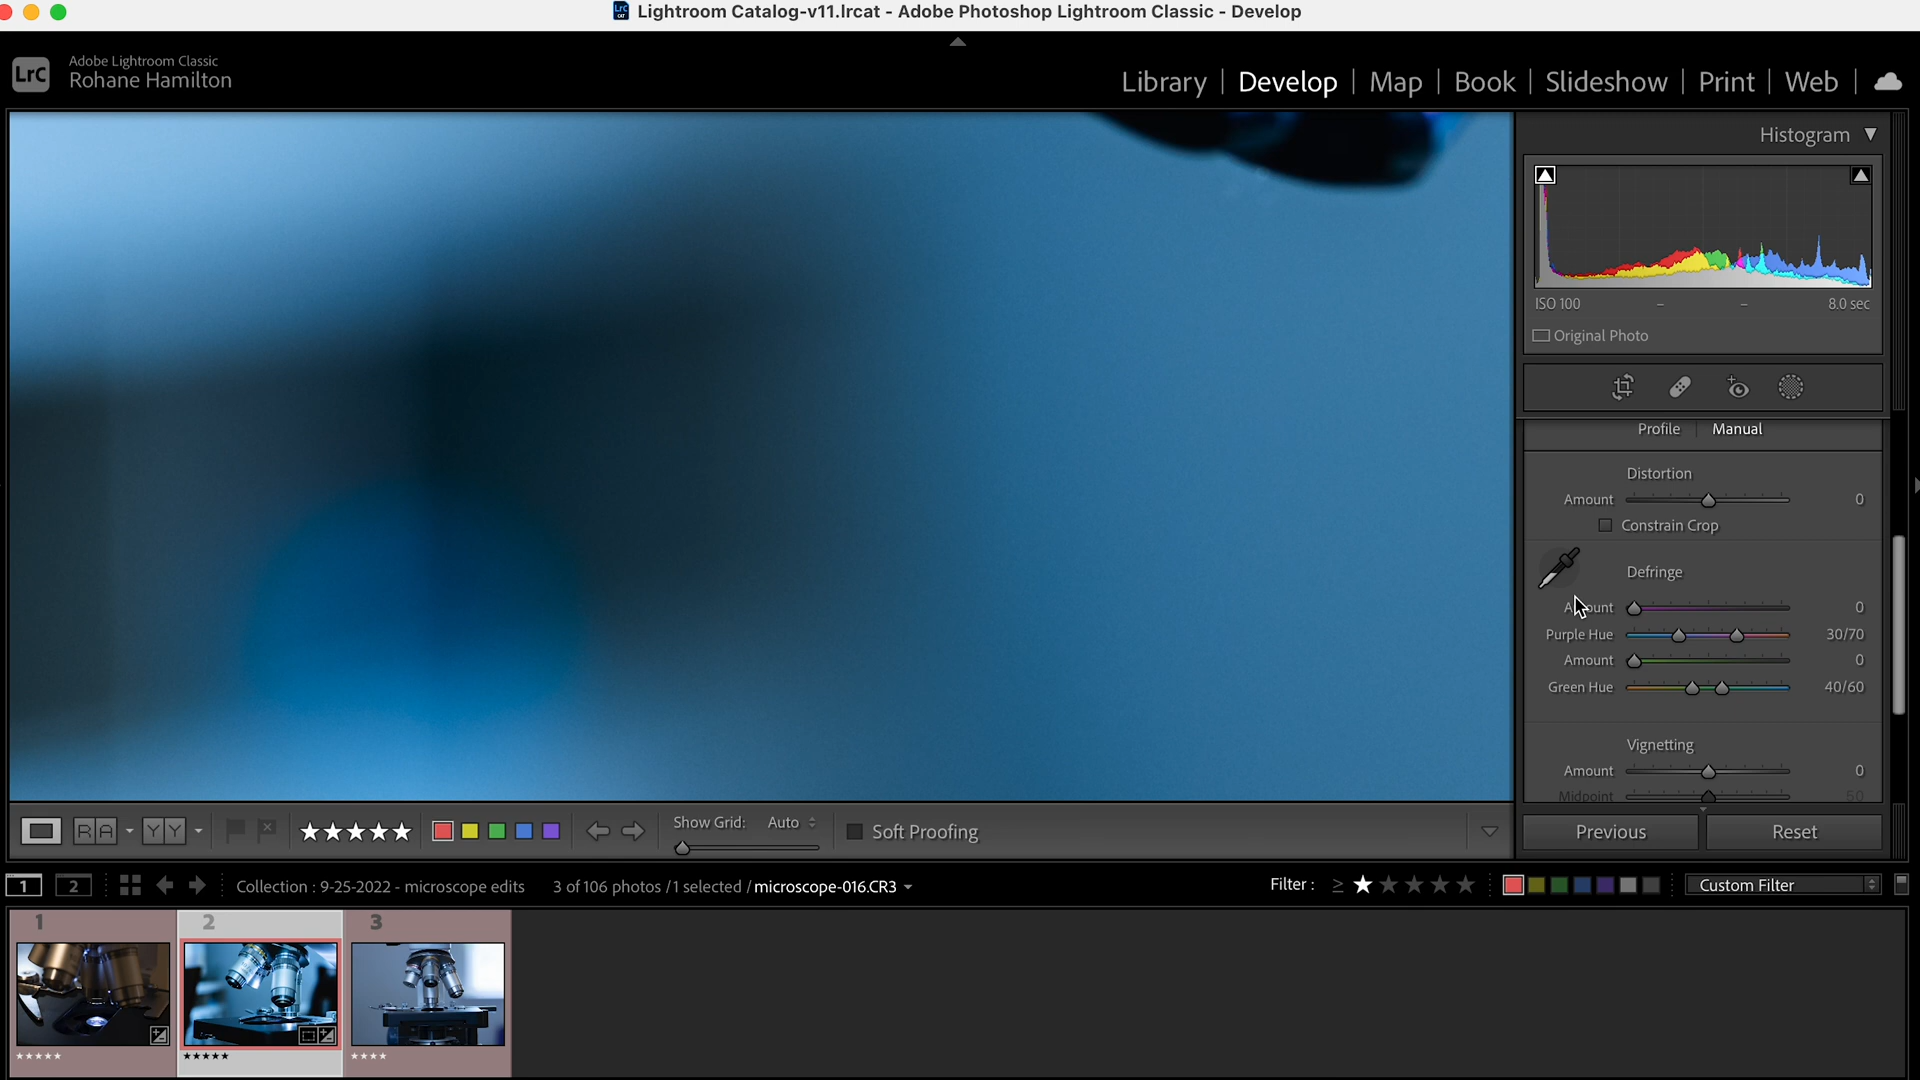 Lightroom Catalog-v11.lrcat - Adobe Photoshop Lightroom Classic - Develop
LrC
Adobe Lightroom Classic
Rohane Hamilton
Library | Develop | Map | Book | Slideshow | Print | Web
Histogram
ISO 100 – – 8.0 sec
Original Photo
Profile Manual
Distortion
Amount 0
Constrain Crop
Defringe
Amount 0
Purple Hue 30/70
Amount 0
Green Hue 40/60
Vignetting
Amount 0
Midpoint 50
R A Y Y Show Grid: Auto Soft Proofing
Previous Reset
1 2 Collection : 9-25-2022 - microscope edits 3 of 106 photos / 1 selected / microscope-016.CR3 Filter : ≥ Custom Filter
1 2 3